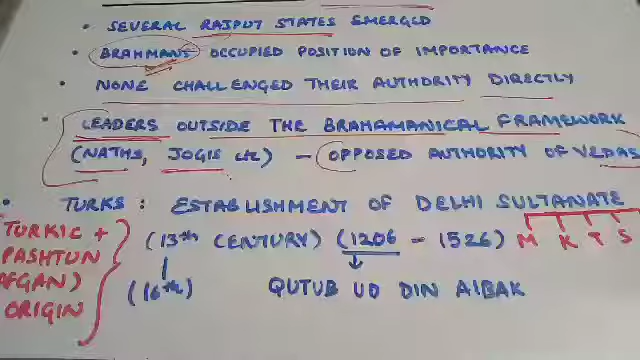 • SEVERAL RAJPUT STATES EMERGED
• BRAHMANS OCCUPIED POSITION OF IMPORTANCE
• NONE CHALLENGED THEIR AUTHORITY DIRECTLY
• LEADERS OUTSIDE THE BRAHAMANICAL FRAMEWORK
(NATHS, JOGIS etc) – OPPOSED AUTHORITY OF VEDAS
• TURKS: ESTABLISHMENT OF DELHI SULTANATE
TURKIC + PASHTUN AFGAN) ORIGIN
(13th CENTURY) (1206 – 1526) M K T S
(16th) QUTUB UD DIN AIBAK